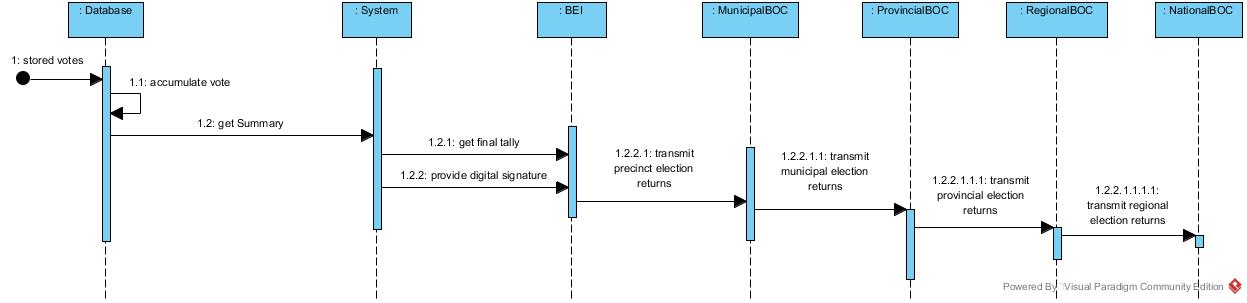 : Database
: System
: BEI
: MunicipalBOC
: ProvincialBOC
: RegionalBOC
: NationalBOC
1: stored votes
1.1: accumulate vote
1.2: get Summary
1.2.1: get final tally
1.2.2: provide digital signature
1.2.2.1: transmit
precinct election
returns
1.2.2.1.1: transmit
municipal election
returns
1.2.2.1.1.1: transmit
provincial election
returns
1.2.2.1.1.1.1:
transmit regional
election returns
Powered By Visual Paradigm Community Edition